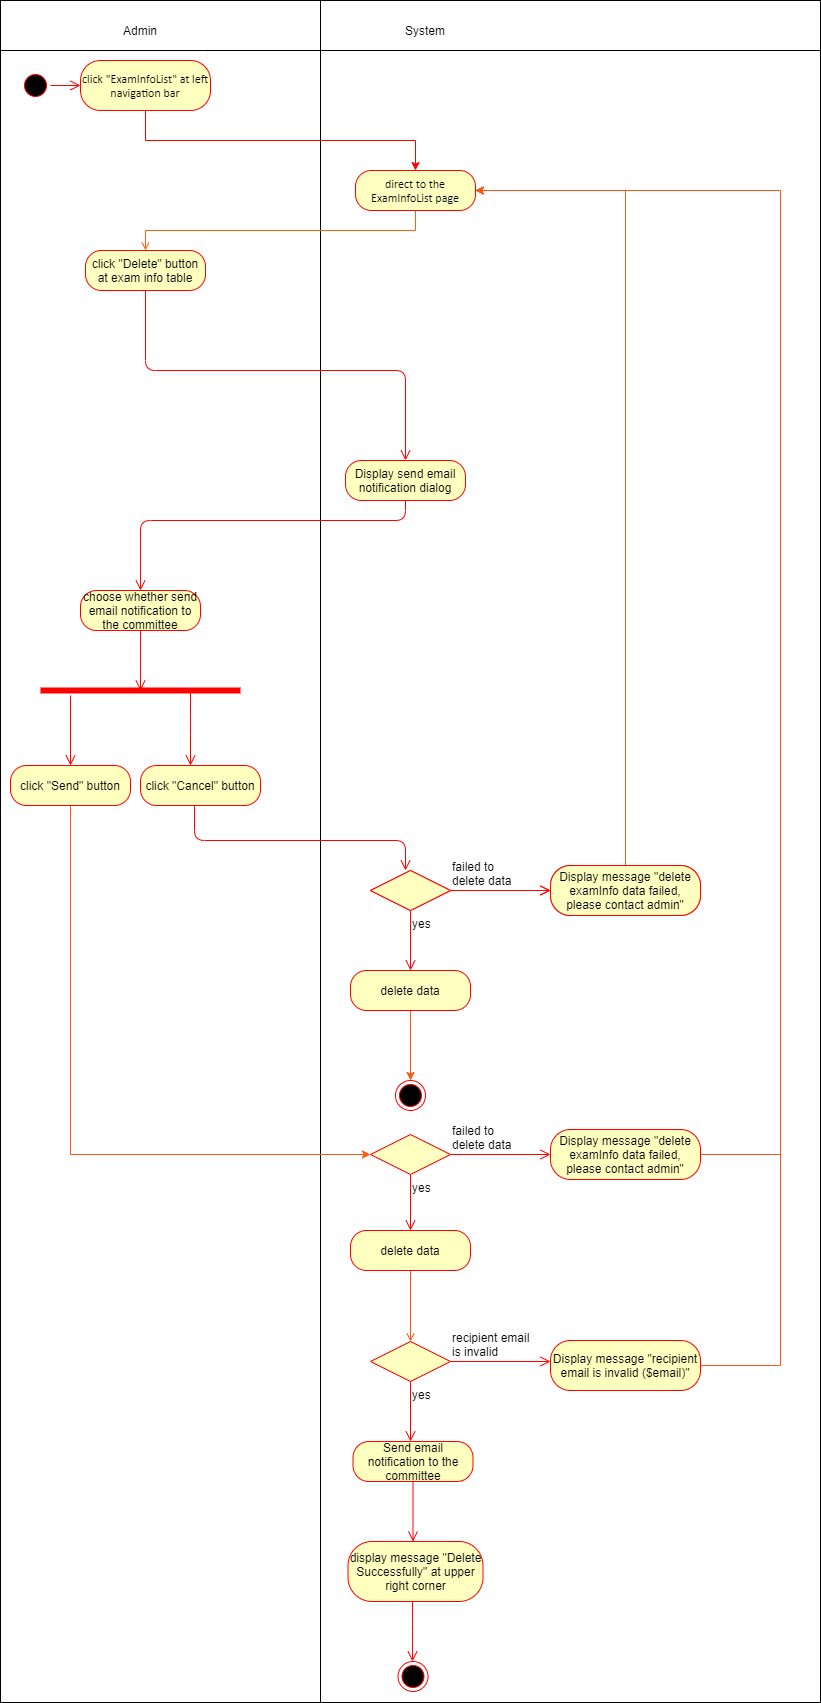 Admin
System
click "ExamInfoList" at left
navigation bar
direct to the
ExamInfoList page
click "Delete" button
at exam info table
Display send email
notification dialog
choose whether send
email notification to
the committee
click "Send" button
click "Cancel" button
failed to
delete data
Display message "delete
examInfo data failed,
please contact admin"
yes
delete data
failed to
delete data
Display message "delete
examInfo data failed,
please contact admin"
yes
delete data
recipient email
is invalid
Display message "recipient
email is invalid ($email)"
yes
Send email
notification to the
committee
display message "Delete
Successfully" at upper
right corner